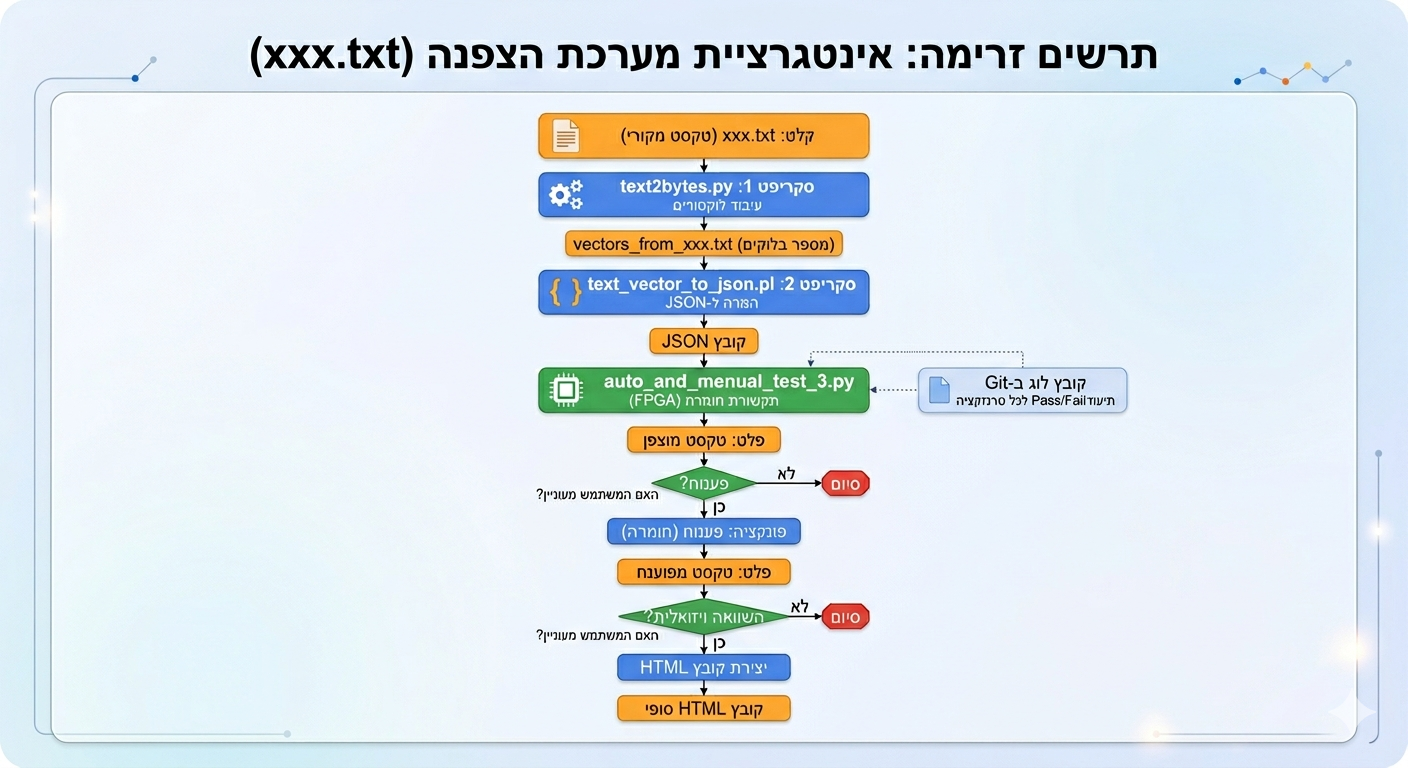 תרשים זרימה: אינטגרציית מערכת הצפנה (xxx.txt)
קלט: xxx.txt (טקסט מקורי)
סקריפט 1: text2bytes.py
עיבוד לוקסורים
vectors_from_xxx.txt (מספר בלוקים)
סקריפט 2: text_vector_to_json.pl
המרה ל-JSON
קובץ JSON
auto_and_menual_test_3.py
תקשורת חומרה (FPGA)
קובץ לוג ב-Git
תיעוד Pass/Fail לכל סרנזקציה
פלט: טקסט מוצפן
פענוח?
לא
סיום
האם המשתמש מעוניין?
כן
פונקציה: פענוח (חומרה)
פלט: טקסט מפוענח
השוואה ויזואלית?
לא
סיום
האם המשתמש מעוניין?
כן
יצירת קובץ HTML
קובץ HTML סופי